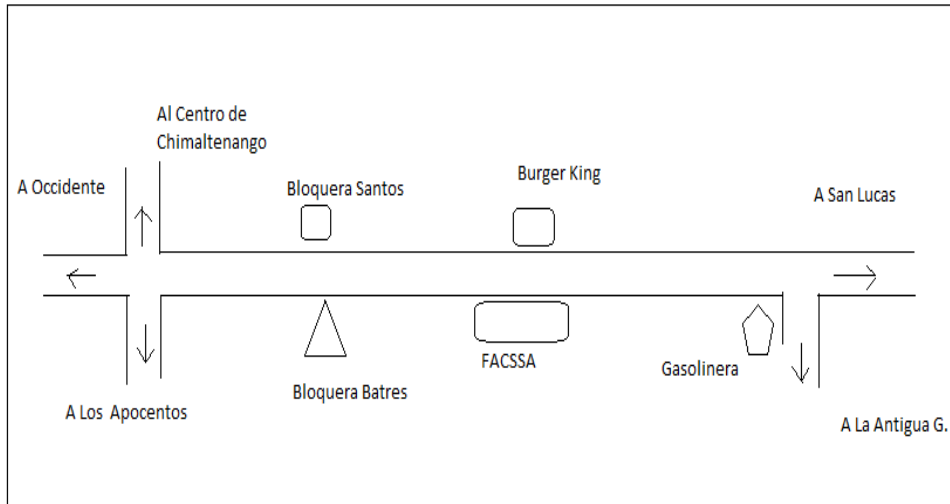 Al Centro de
Chimaltenango
A Occidente
Bloquera Santos
Burger King
A San Lucas
Bloquera Batres
FACSSA
Gasolinera
A Los Apocentos
A La Antigua G.